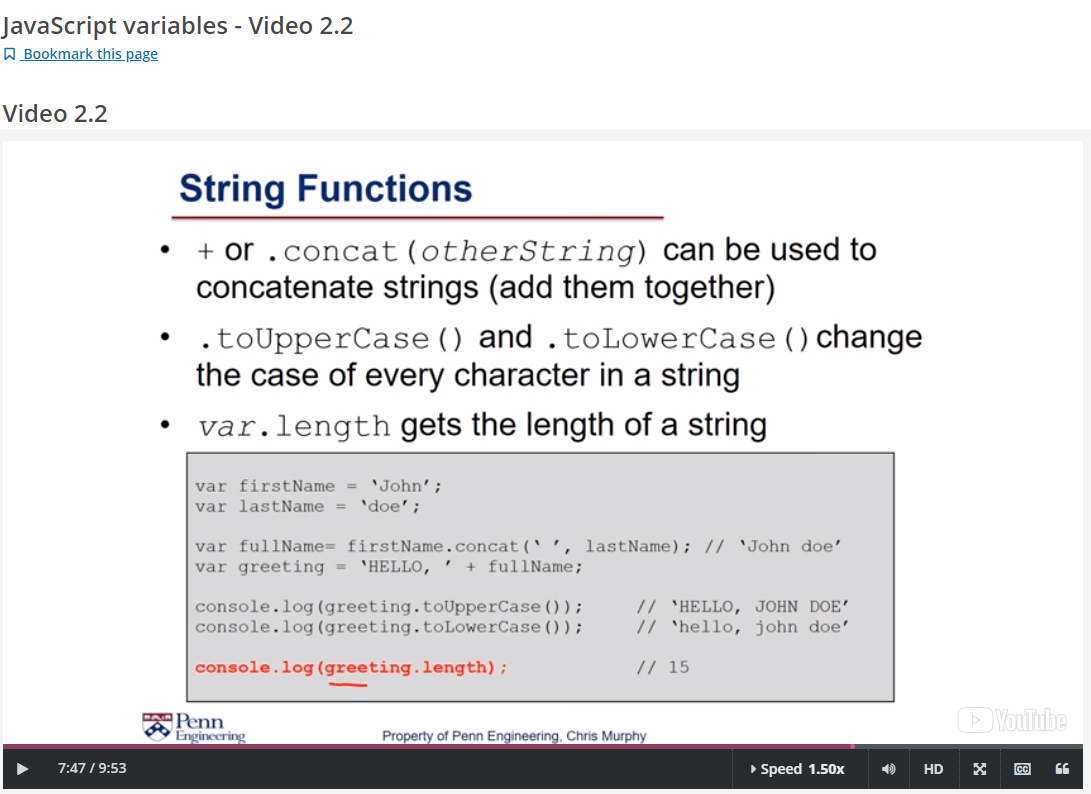 JavaScript variables - Video 2.2
Bookmark this page
Video 2.2
String Functions
• + or .concat(otherString) can be used to
concatenate strings (add them together)
• .toUpperCase() and .toLowerCase() change
the case of every character in a string
• var.length gets the length of a string
var firstName = ‘John’;
var lastName = ‘doe’;
var fullName= firstName.concat(‘ ’, lastName); // ‘John doe’
var greeting = ‘HELLO, ’ + fullName;
console.log(greeting.toUpperCase()); // ‘HELLO, JOHN DOE’
console.log(greeting.toLowerCase()); // ‘hello, john doe’
console.log(greeting.length); // 15
Penn
Engineering
Property of Penn Engineering, Chris Murphy
YouTube
7:47 / 9:53 Speed 1.50x HD CC